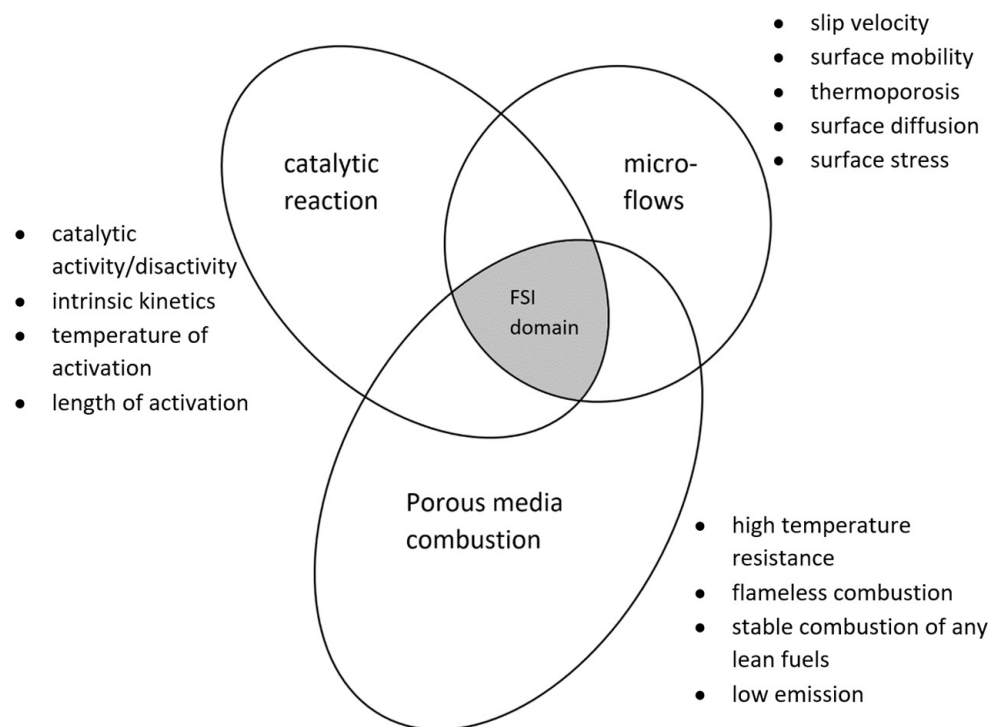 • slip velocity
• surface mobility
• thermoporosis
• surface diffusion
• surface stress
catalytic
reaction
micro-
flows
• catalytic
activity/disactivity
• intrinsic kinetics
• temperature of
activation
• length of activation
FSI
domain
Porous media
combustion
• high temperature
resistance
• flameless combustion
• stable combustion of any
lean fuels
• low emission